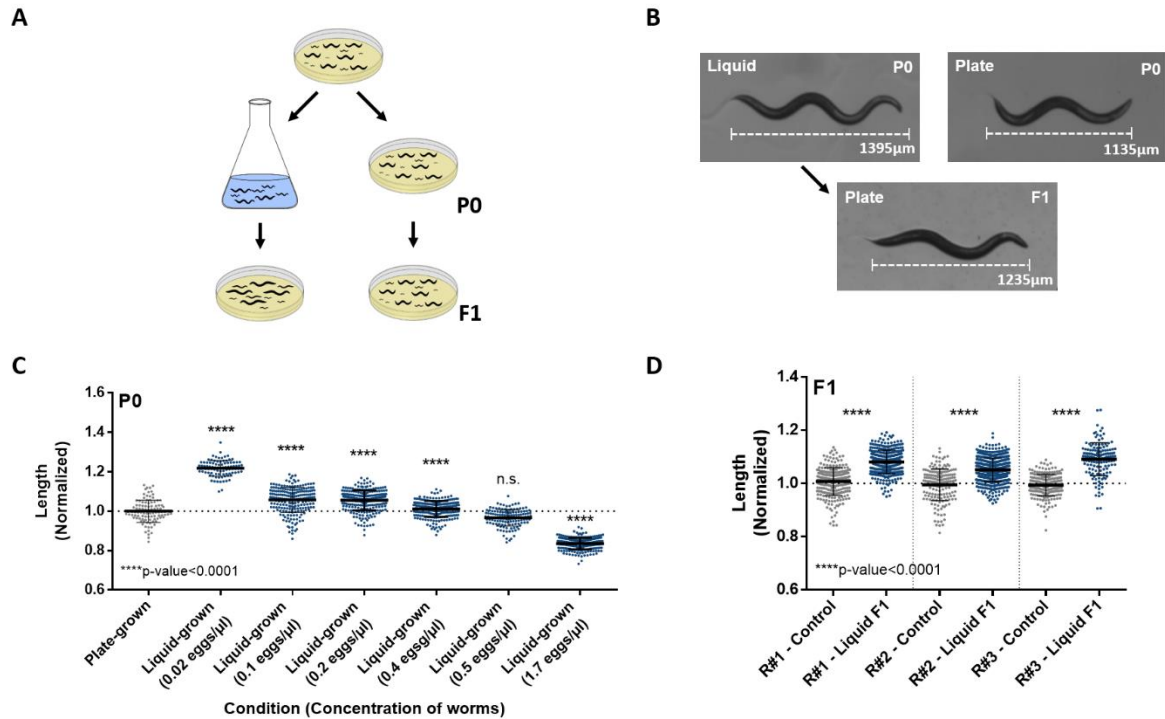 A
P0
F1
B
Liquid P0
1395µm
Plate P0
1135µm
Plate F1
1235µm
C
P0
Length
(Normalized)
1.6
1.4
1.2
1.0
0.8
0.6
****
****
****
****
n.s.
****
****p-value<0.0001
Plate-grown
Liquid-grown
(0.02 eggs/µl)
Liquid-grown
(0.1 eggs/µl)
Liquid-grown
(0.2 eggs/µl)
Liquid-grown
(0.4 egsg/µl)
Liquid-grown
(0.5 eggs/µl)
Liquid-grown
(1.7 eggs/µl)
Condition (Concentration of worms)
D
F1
Length
(Normalized)
1.4
1.2
1.0
0.8
0.6
****
****
****
****p-value<0.0001
R#1 - Control
R#1 - Liquid F1
R#2 - Control
R#2 - Liquid F1
R#3 - Control
R#3 - Liquid F1